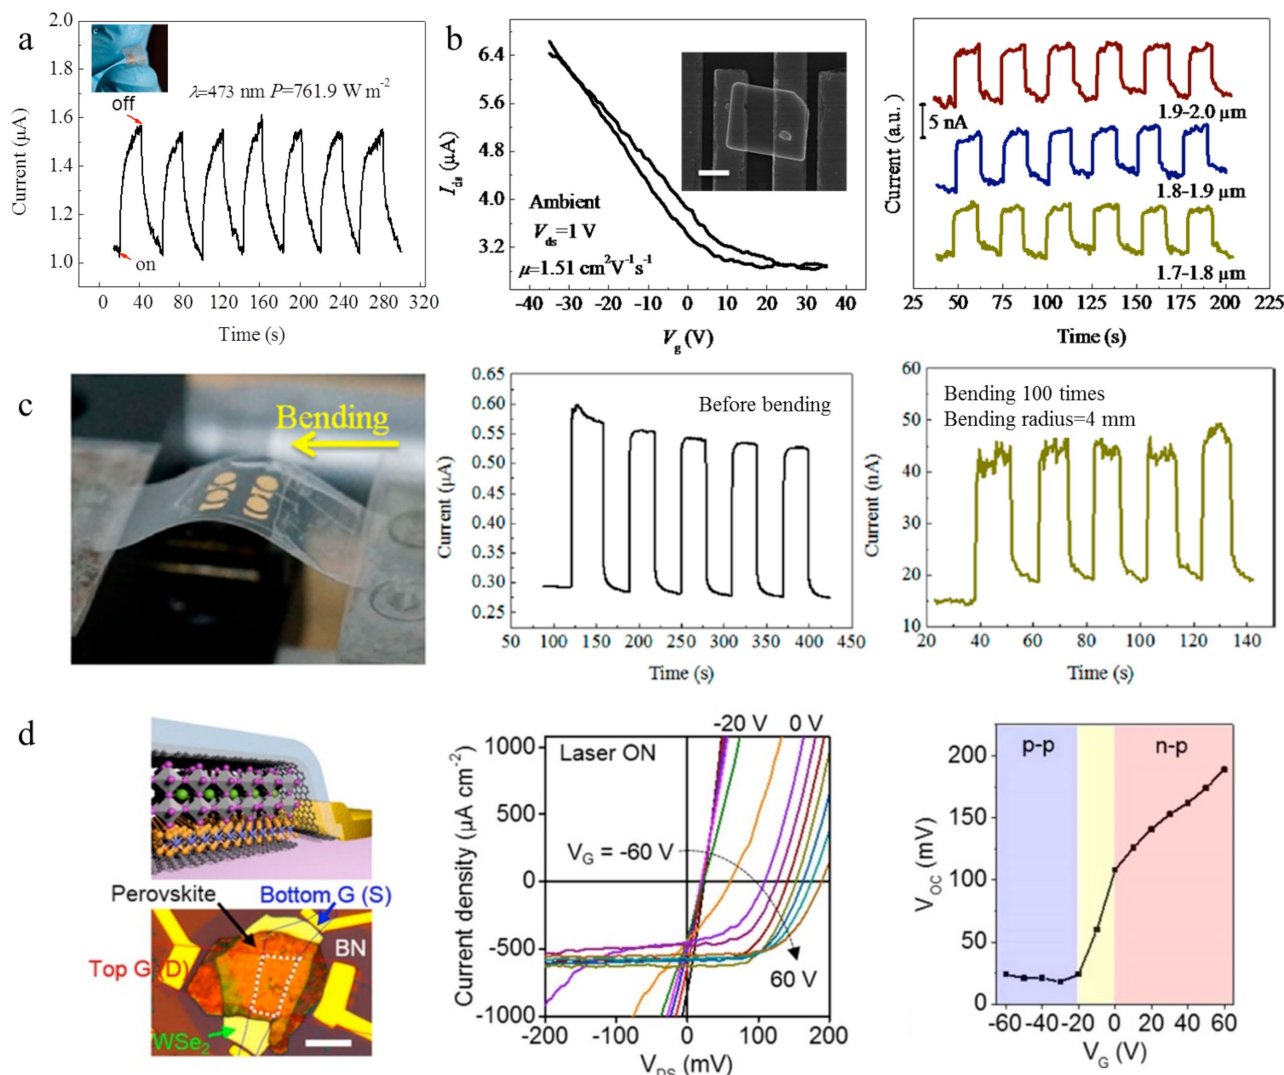 a
2.0
1.8
1.6
1.4
1.2
1.0
Current (μA)
λ=473 nm P=761.9 W m-2
off
on
0 40 80 120 160 200 240 280 320
Time (s)
b
6.4
5.6
4.8
4.0
3.2
Ids (μA)
Ambient
Vds=1 V
μ=1.51 cm2V-1s-1
-40 -30 -20 -10 0 10 20 30 40
Vg (V)
Current (a.u.)
5 nA
1.9-2.0 μm
1.8-1.9 μm
1.7-1.8 μm
25 50 75 100 125 150 175 200 225
Time (s)
c
Bending
0.65
0.60
0.55
0.50
0.45
0.40
0.35
0.30
0.25
Current (μA)
Before bending
50 100 150 200 250 300 350 400 450
Time (s)
60
50
40
30
20
10
Current (nA)
Bending 100 times
Bending radius=4 mm
20 40 60 80 100 120 140
Time (s)
d
Perovskite
Bottom G (S)
BN
Top G (D)
WSe2
-20 V 0 V
1000
500
0
-500
-1000
Current density (μA cm-2)
Laser ON
VG = -60 V
60 V
-200 -100 0 100 200
VDS (mV)
200
150
100
50
0
VOC (mV)
p-p
n-p
-60 -40 -20 0 20 40 60
VG (V)